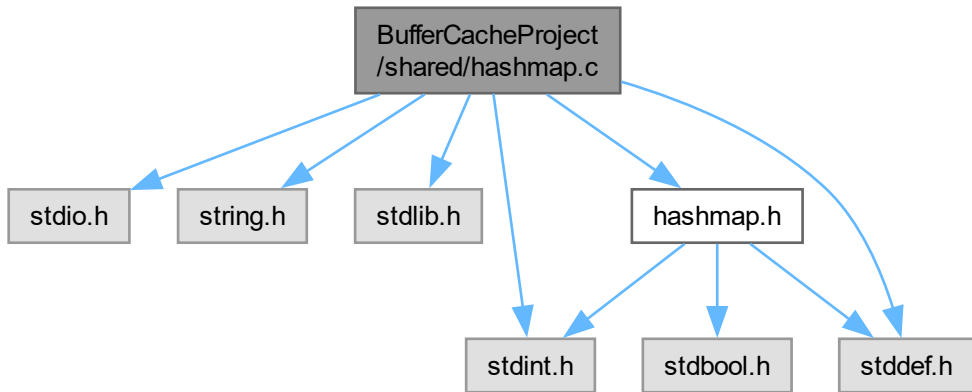 BufferCacheProject
/shared/hashmap.c
stdio.h
string.h
stdlib.h
hashmap.h
stdint.h
stdbool.h
stddef.h